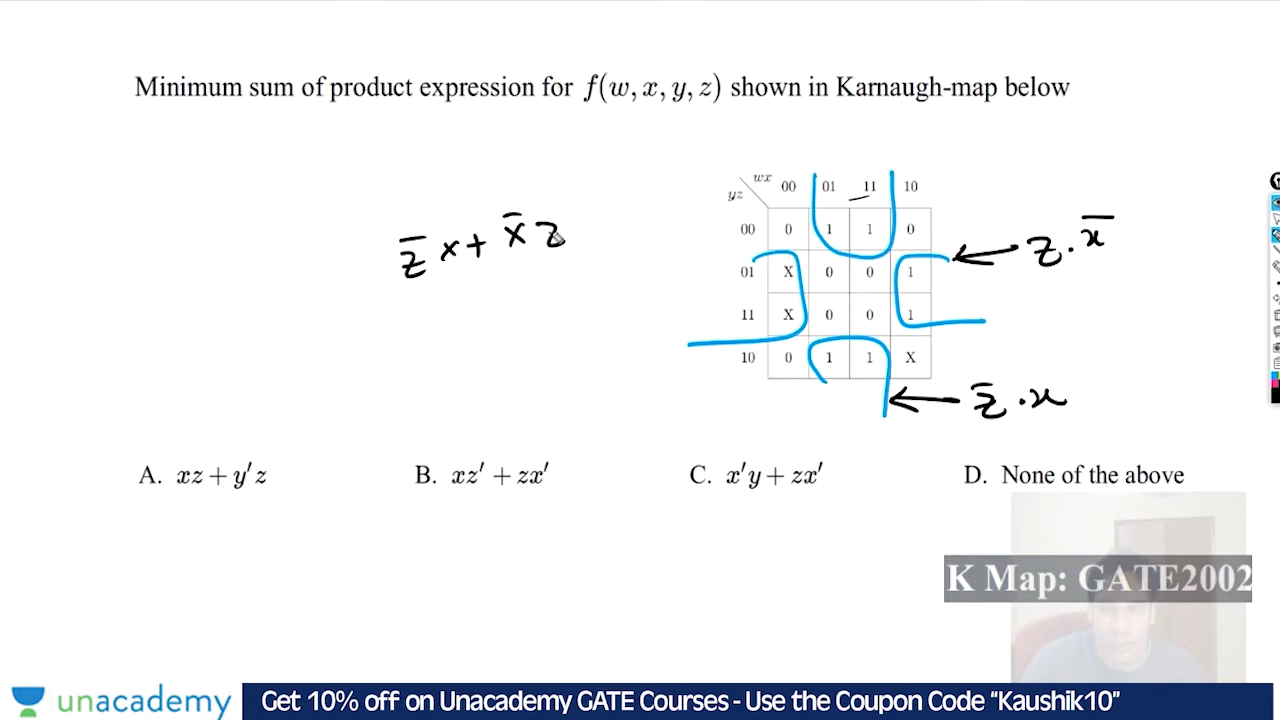 Minimum sum of product expression for f(w, x, y, z) shown in Karnaugh-map below
wx
yz
00 01 11 10
00 0 1 1 0
01 X 0 0 1
11 X 0 0 1
10 0 1 1 X
z̅ x + x̅ z
z . x̅
z̅ . x
A. xz + y′z
B. xz′ + zx′
C. x′y + zx′
D. None of the above
K Map: GATE2002
unacademy
Get 10% off on Unacademy GATE Courses - Use the Coupon Code "Kaushik10"